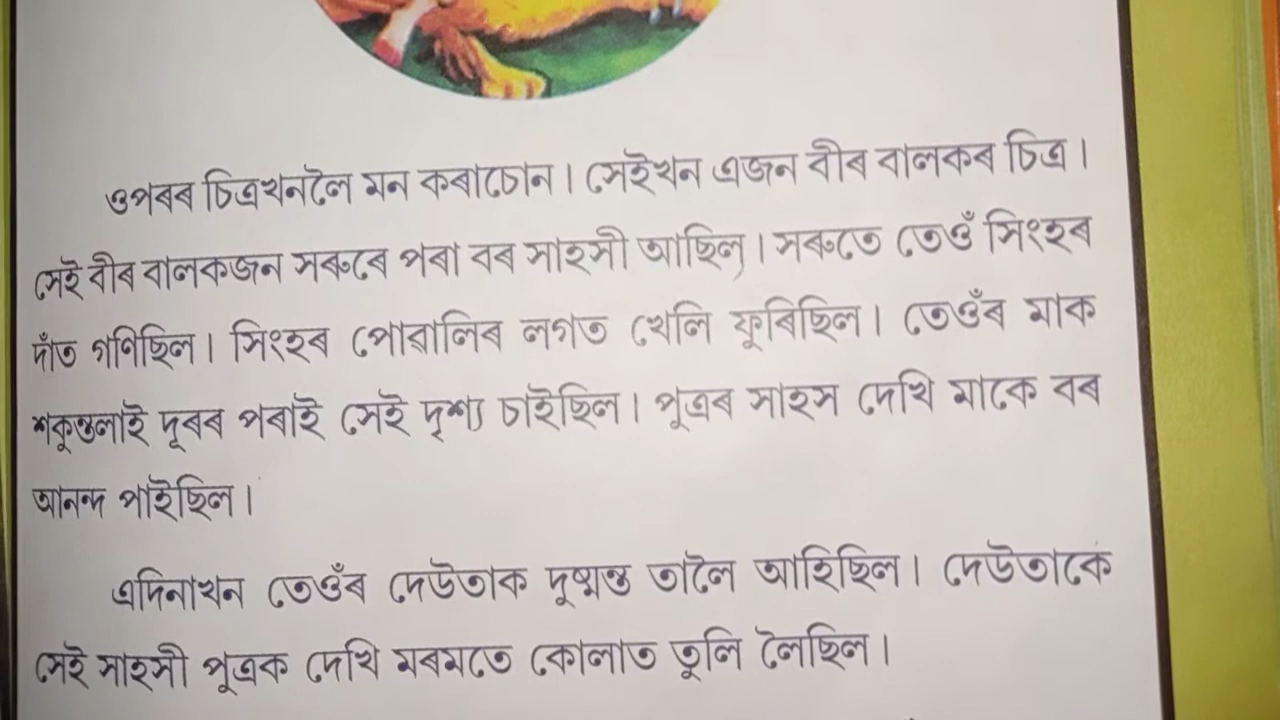 ওপৰৰ চিত্ৰখনলৈ মন কৰাচোন। সেইখন এজন বীৰ বালকৰ চিত্ৰ।
সেই বীৰ বালকজন সৰুৰে পৰা বৰ সাহসী আছিল। সৰুতে তেওঁ সিংহৰ
দাঁত গণিছিল। সিংহৰ পোৱালিৰ লগত খেলি ফূৰিছিল। তেওঁৰ মাক
শকুন্তলাই দূৰৰ পৰাই সেই দৃশ্য চাইছিল। পুত্ৰৰ সাহস দেখি মাকে বৰ
আনন্দ পাইছিল।
এদিনাখন তেওঁৰ দেউতাক দুষ্মন্ত তালৈ আহিছিল। দেউতাকে
সেই সাহসী পুত্ৰক দেখি মৰমতে কোলাত তুলি লৈছিল।